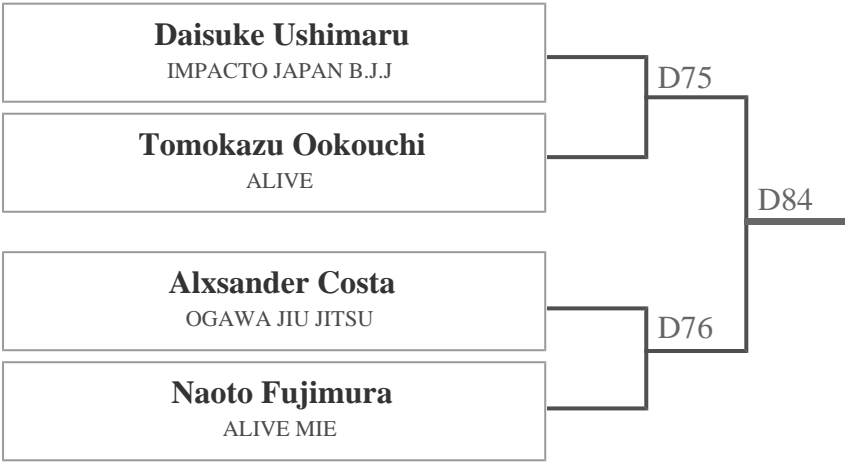 Daisuke Ushimaru
IMPACTO JAPAN B.J.J
D75
Tomokazu Ookouchi
ALIVE
D84
Alxsander Costa
OGAWA JIU JITSU
D76
Naoto Fujimura
ALIVE MIE